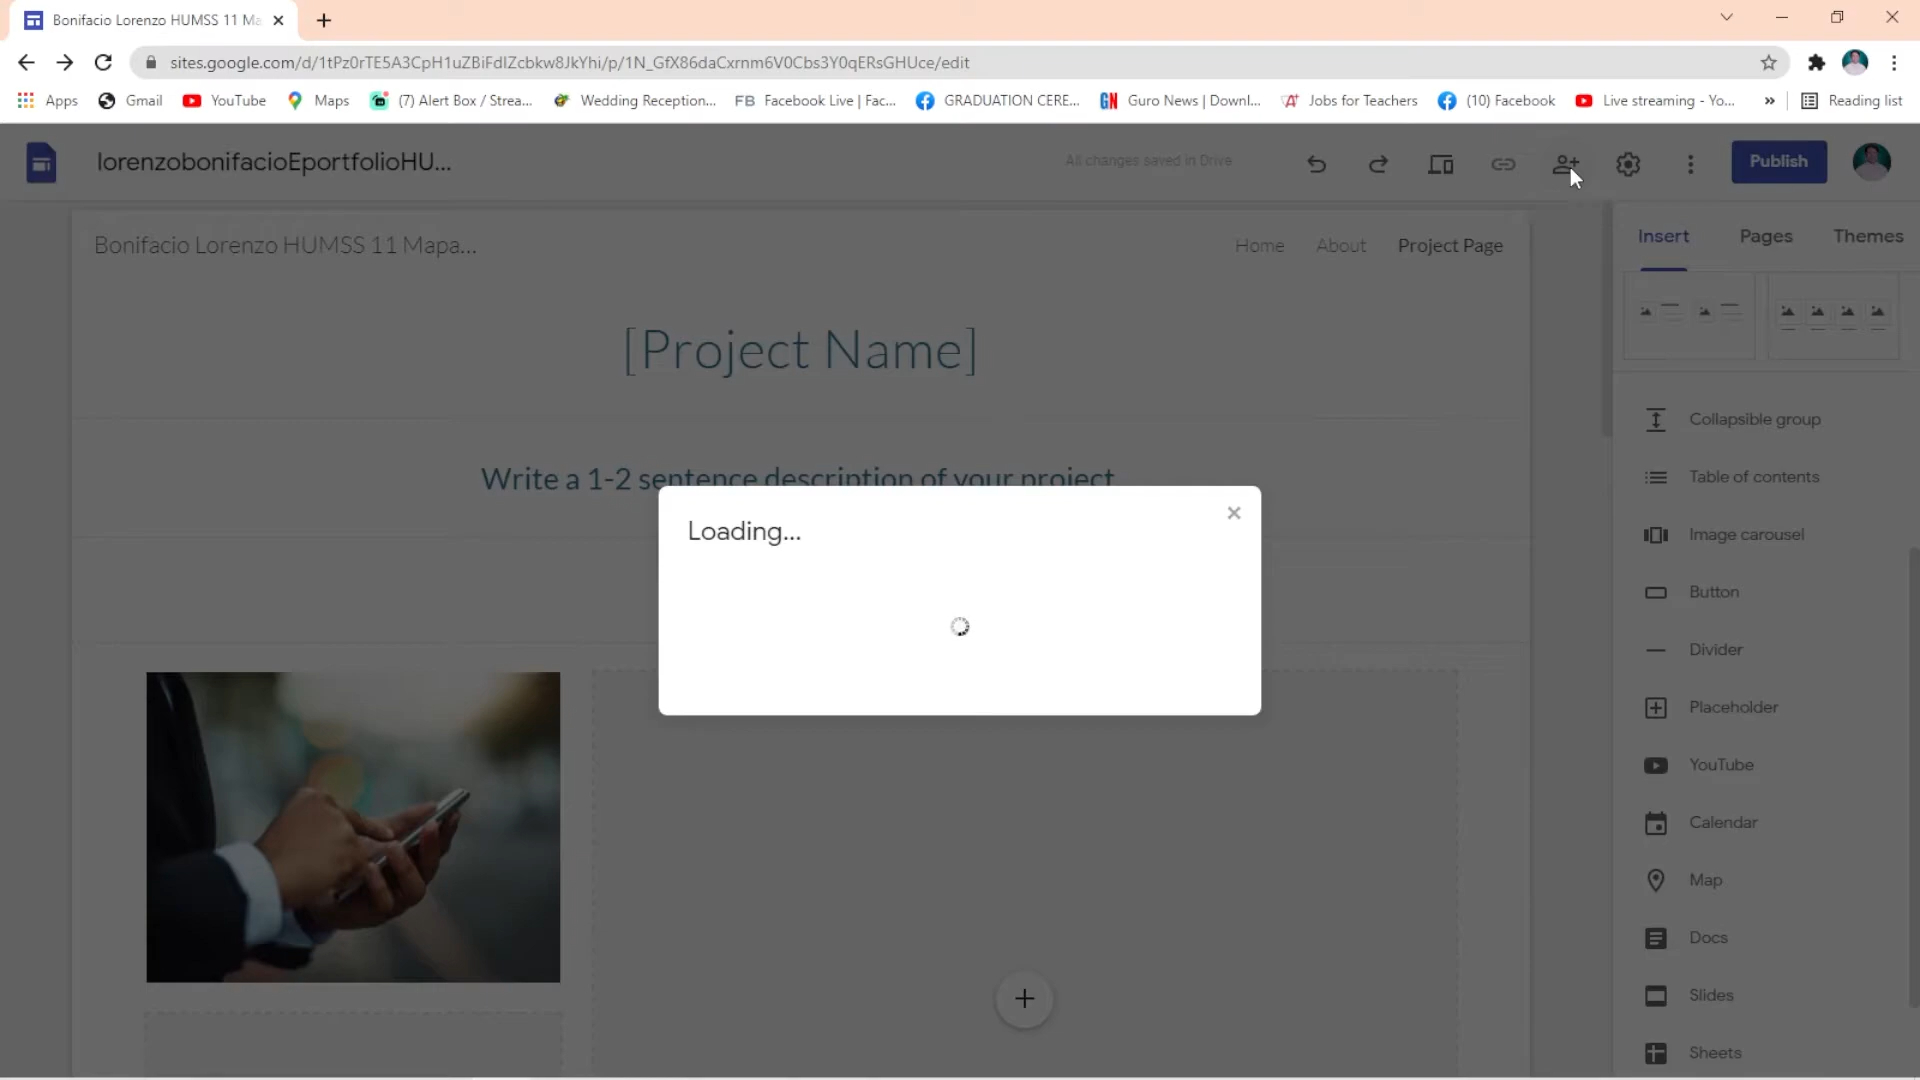 Bonifacio Lorenzo HUMSS 11 Ma
sites.google.com/d/1tPz0rTE5A3CpH1uZBiFdIZcbkw8JkYhi/p/1N_GfX86daCxrnm6V0Cbs3Y0qERsGHUce/edit
Apps
Gmail
YouTube
Maps
(7) Alert Box / Strea...
Wedding Reception...
FB Facebook Live | Fac...
GRADUATION CERE...
GN Guro News | Downl...
Jobs for Teachers
(10) Facebook
Live streaming - Yo...
»
Reading list
lorenzobonifacioEportfolioHU...
All changes saved in Drive
Publish
Bonifacio Lorenzo HUMSS 11 Mapa...
Home
About
Project Page
Insert
Pages
Themes
[Project Name]
Write a 1-2 sentence description of your project
Loading...
Collapsible group
Table of contents
Image carousel
Button
Divider
Placeholder
YouTube
Calendar
Map
Docs
Slides
Sheets